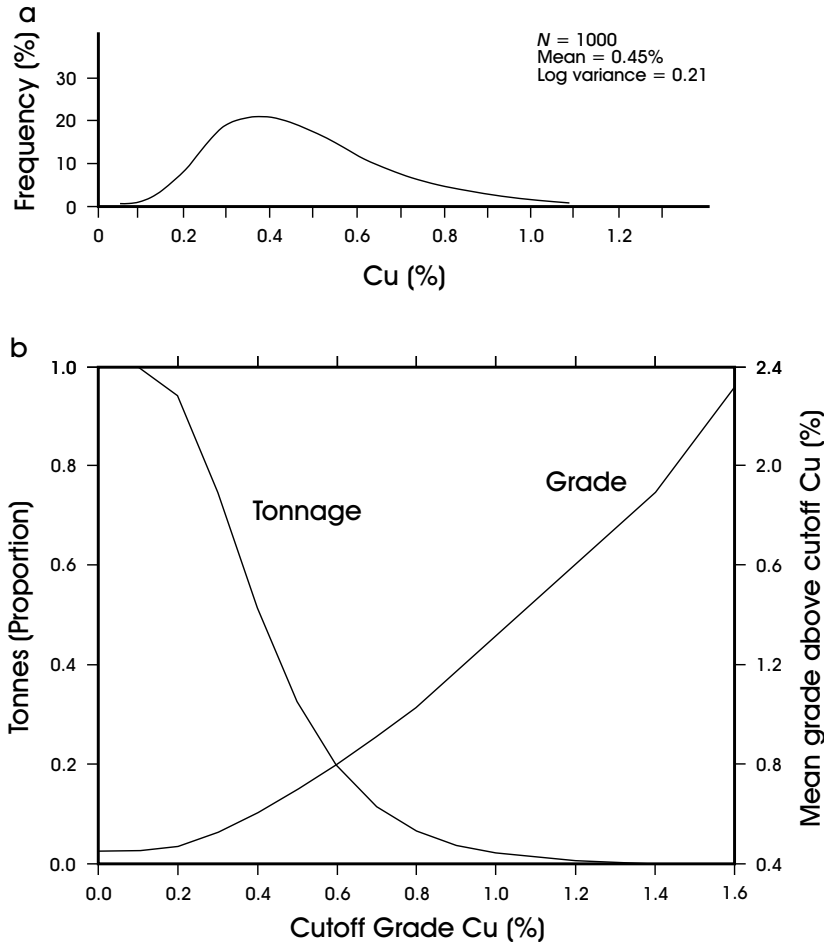 a
N = 1000
Mean = 0.45%
Log variance = 0.21
Frequency (%)
30
20
10
0
0 0.2 0.4 0.6 0.8 1.0 1.2
Cu (%)
b
1.0
0.8
0.6
0.4
0.2
0.0
Tonnes (Proportion)
Tonnage
Grade
2.4
2.0
0.6
1.2
0.8
0.4
Mean grade above cutoff Cu (%)
0.0 0.2 0.4 0.6 0.8 1.0 1.2 1.4 1.6
Cutoff Grade Cu (%)